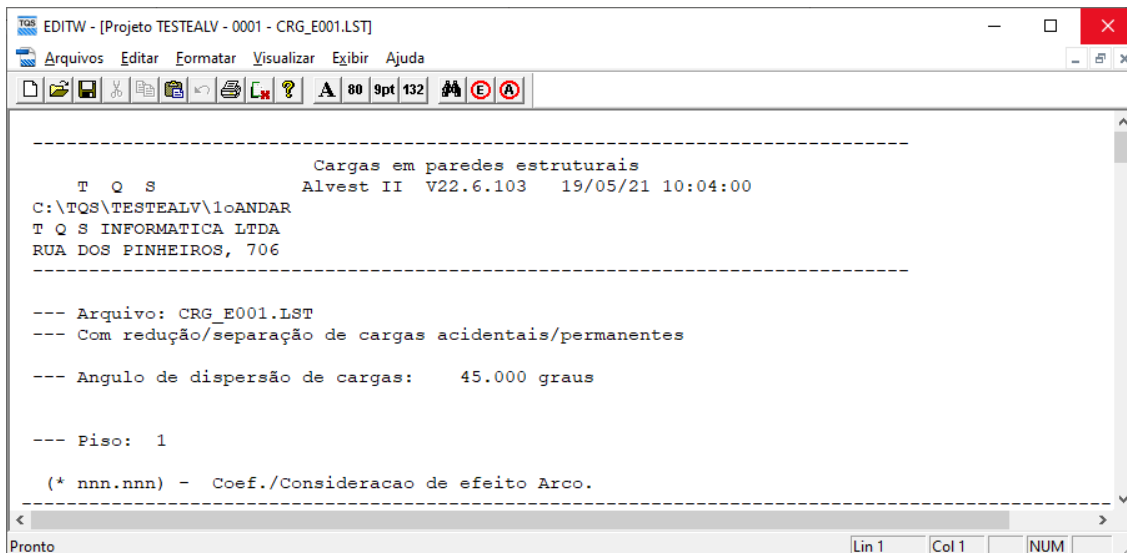 TQS EDITW - [Projeto TESTEALV - 0001 - CRG_E001.LST]
Arquivos Editar Formatar Visualizar Exibir Ajuda
A 80 9pt 132 E A
--------------------------------------------------------------------------------
Cargas em paredes estruturais
T Q S Alvest II V22.6.103 19/05/21 10:04:00
C:\TQS\TESTEALV\1oANDAR
T Q S INFORMATICA LTDA
RUA DOS PINHEIROS, 706
--------------------------------------------------------------------------------
--- Arquivo: CRG_E001.LST
--- Com redução/separação de cargas acidentais/permanentes
--- Angulo de dispersão de cargas: 45.000 graus
--- Piso: 1
(* nnn.nnn) - Coef./Consideracao de efeito Arco.
----------------------------------------------------------------------------------------------------
Pronto Lin 1 Col 1 NUM